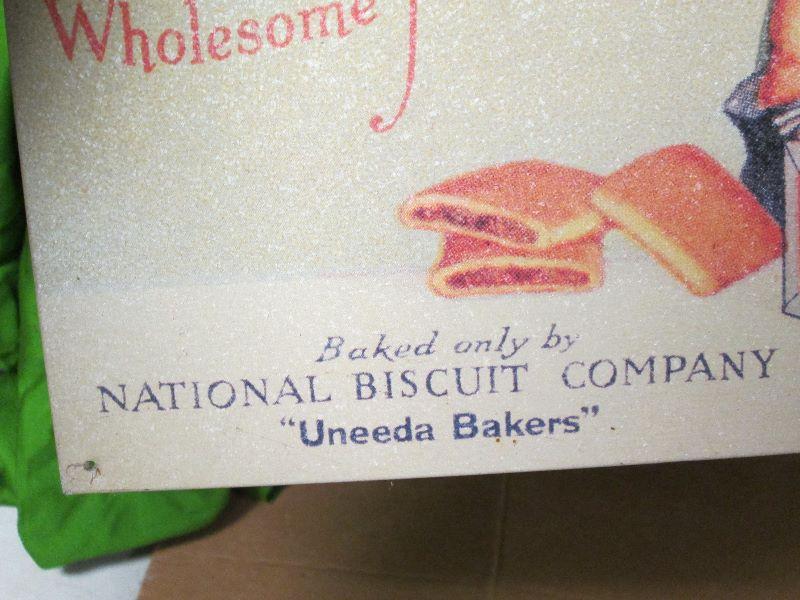 Wholesome
Baked only by
NATIONAL BISCUIT COMPANY
"Uneeda Bakers"